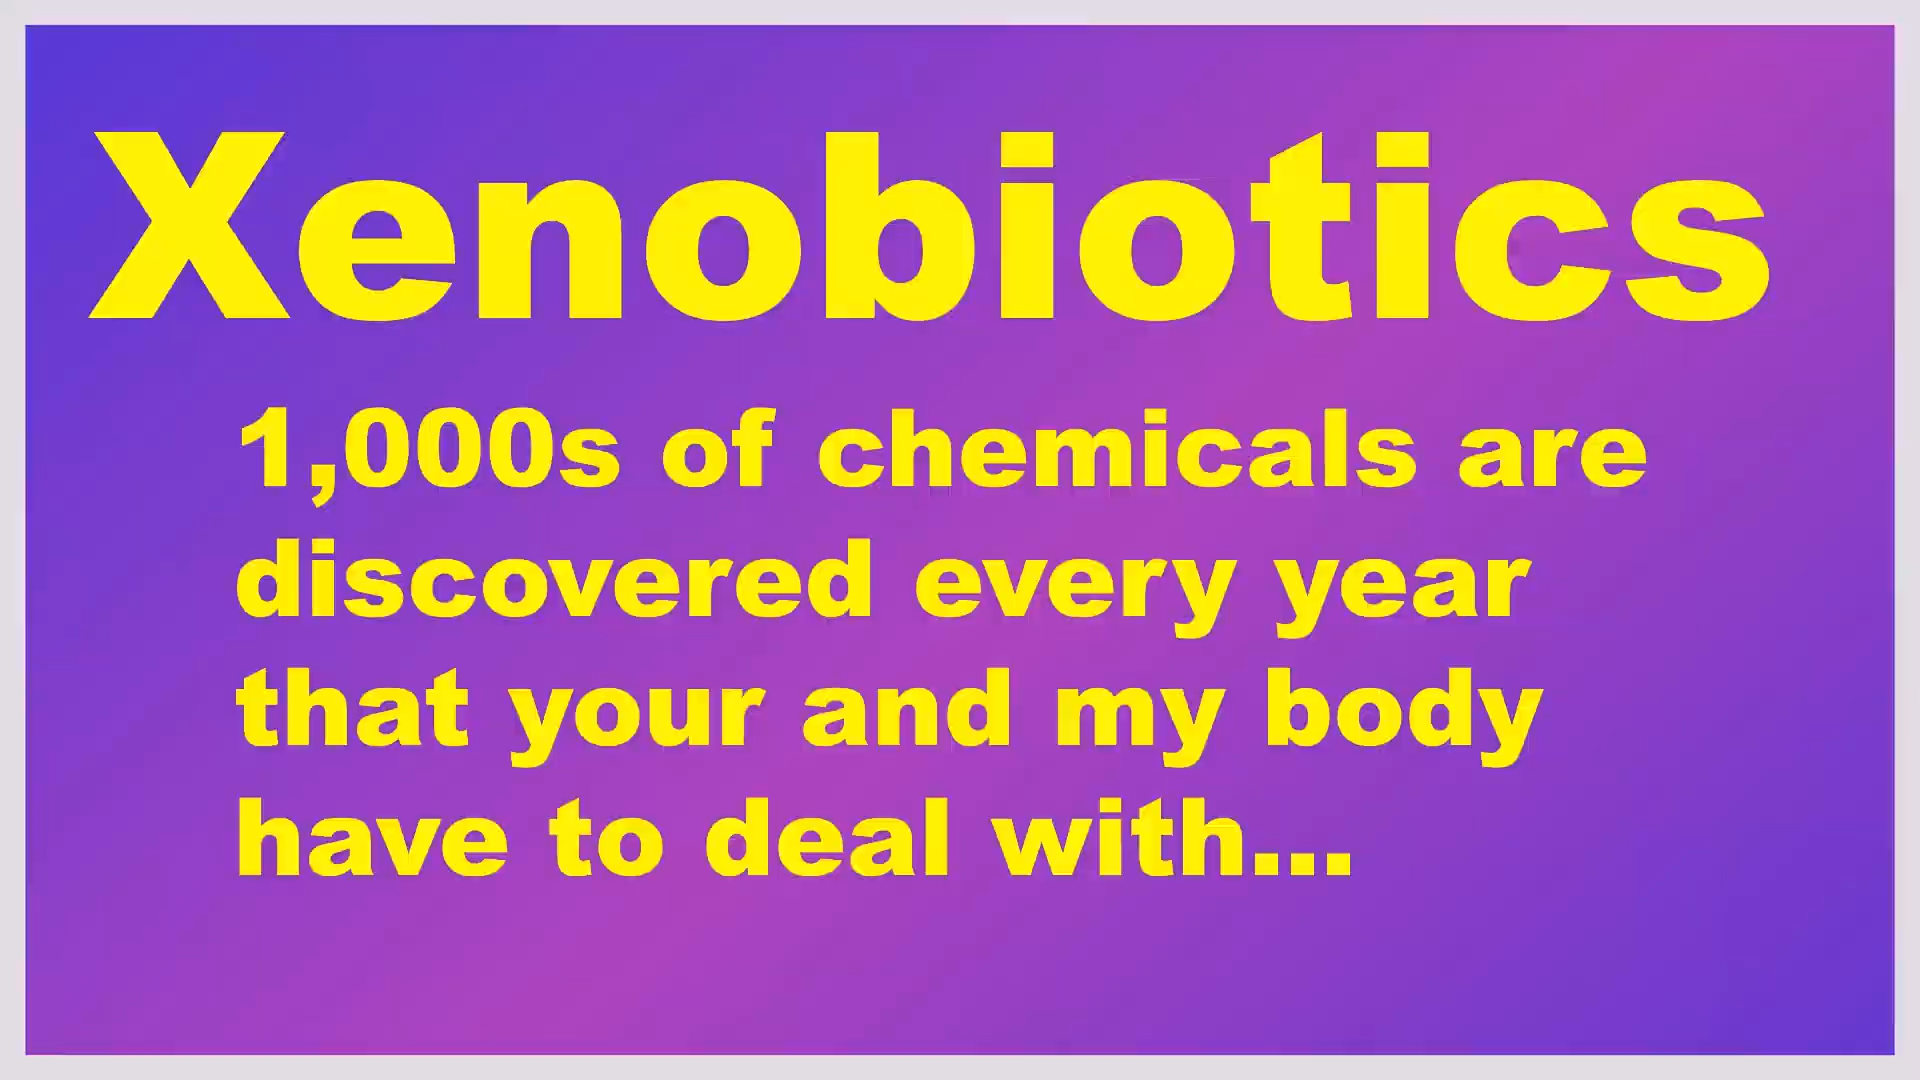 Xenobiotics
1,000s of chemicals are
discovered every year
that your and my body
have to deal with...